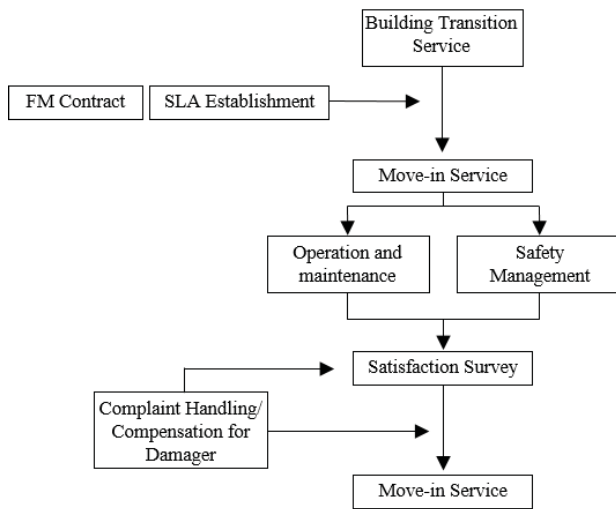 Building Transition
Service
FM Contract
SLA Establishment
Move-in Service
Operation and
maintenance
Safety
Management
Satisfaction Survey
Complaint Handling/
Compensation for
Damager
Move-in Service